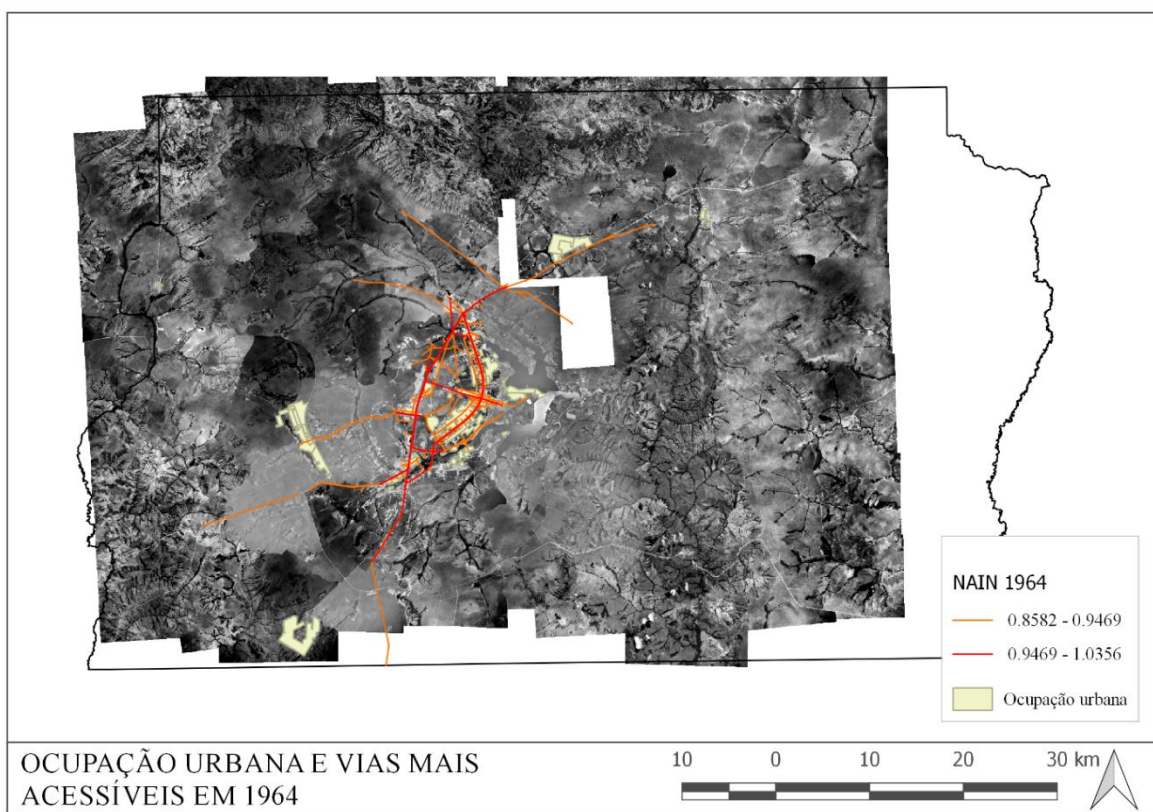 NAIN 1964
0.8582 - 0.9469
0.9469 - 1.0356
Ocupação urbana
OCUPAÇÃO URBANA E VIAS MAIS
ACESSÍVEIS EM 1964
10 0 10 20 30 km